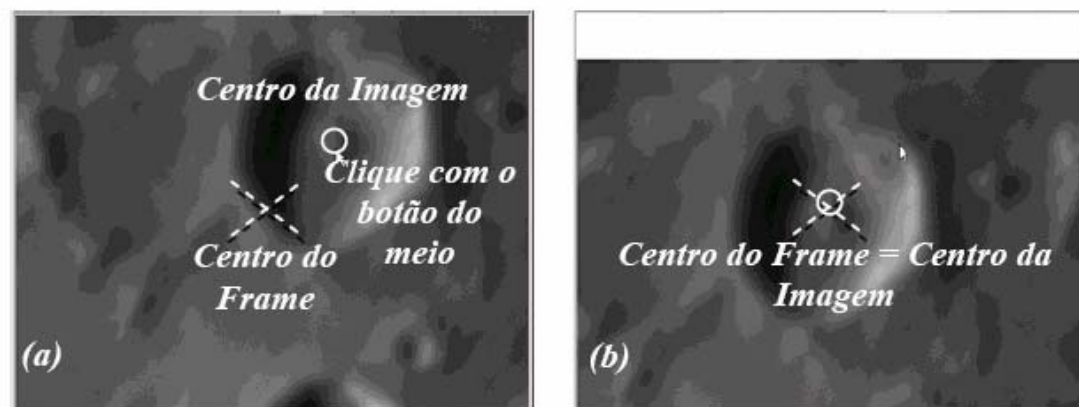 Centro da Imagem
Clique com o
botão do
meio
Centro do
Frame
(a)
Centro do Frame = Centro da
Imagem
(b)